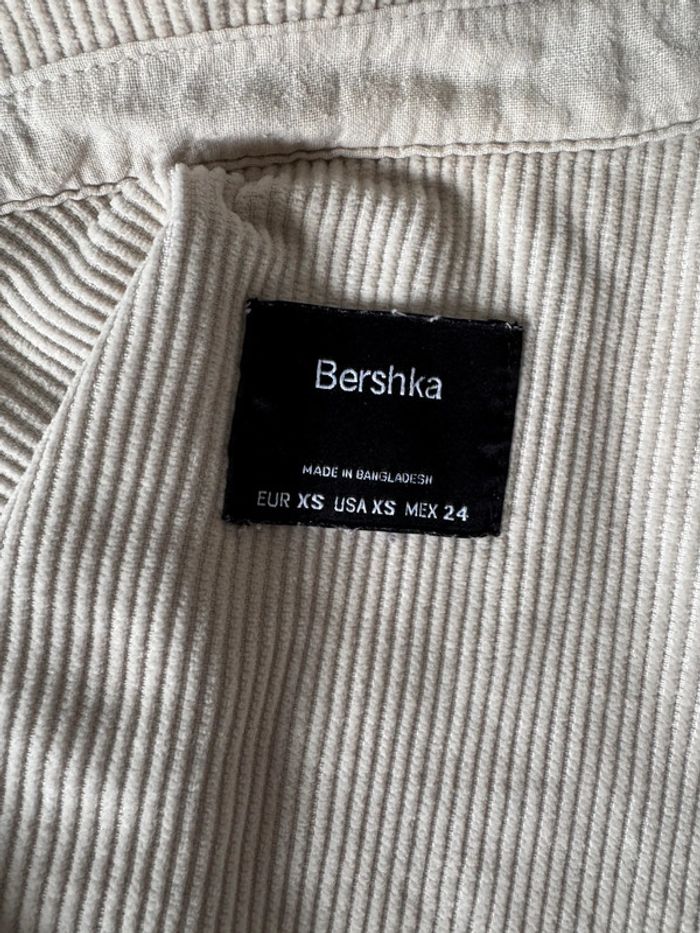 Bershka
MADE IN BANGLADESH
EUR XS USA XS MEX 24